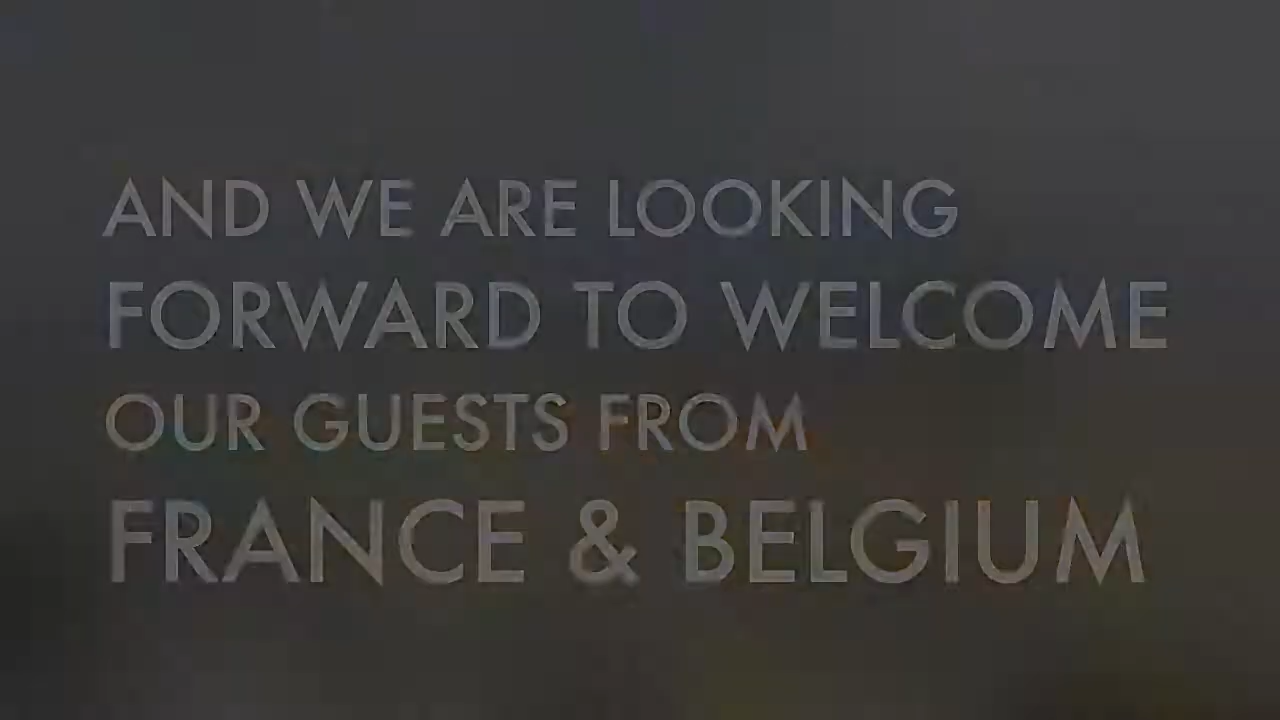 AND WE ARE LOOKING
FORWARD TO WELCOME
OUR GUESTS FROM
FRANCE & BELGIUM